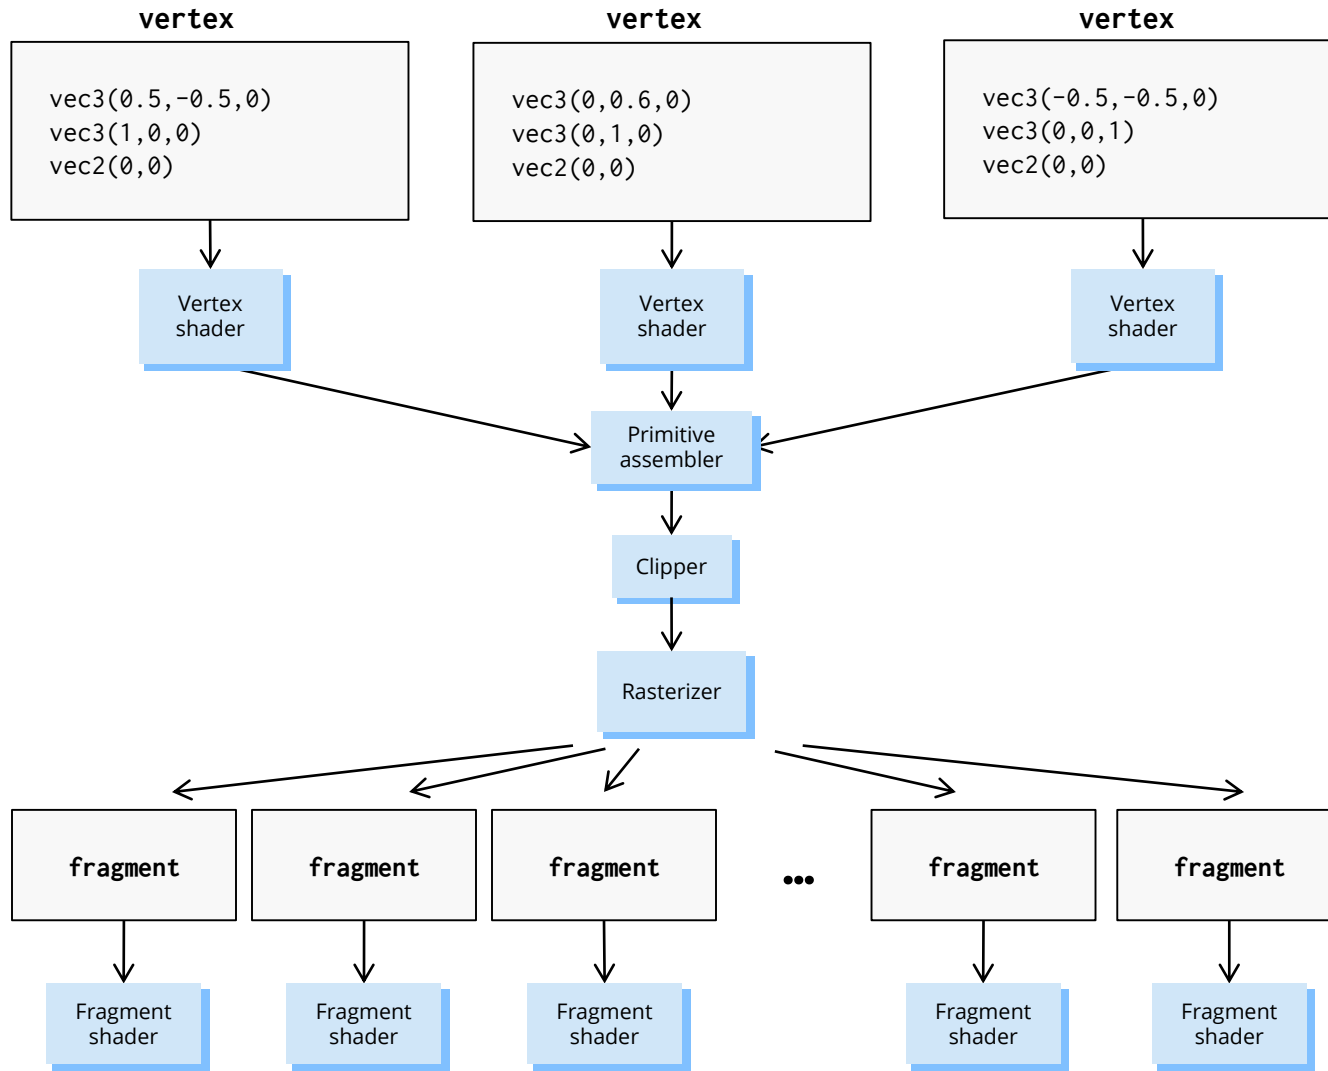 vertex
vertex
vertex
vec3(0.5,-0.5,0)
vec3(1,0,0)
vec2(0,0)
vec3(0,0.6,0)
vec3(0,1,0)
vec2(0,0)
vec3(-0.5,-0.5,0)
vec3(0,0,1)
vec2(0,0)
Vertex
shader
Vertex
shader
Vertex
shader
Primitive
assembler
Clipper
Rasterizer
fragment
fragment
fragment
•••
fragment
fragment
Fragment
shader
Fragment
shader
Fragment
shader
Fragment
shader
Fragment
shader